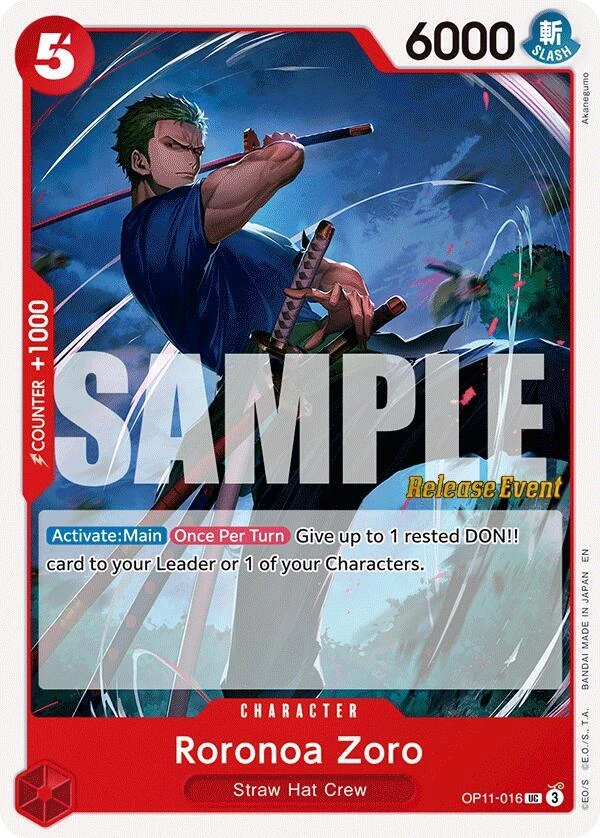 5
6000
斬
SLASH
Akanegumo
COUNTER +1000
SAMPLE
Release Event
Activate:Main Once Per Turn Give up to 1 rested DON!!
card to your Leader or 1 of your Characters.
CHARACTER
Roronoa Zoro
Straw Hat Crew
OP11-016 UC 3
©EO/S ©E.O./S., T.A. BANDAI MADE IN JAPAN EN